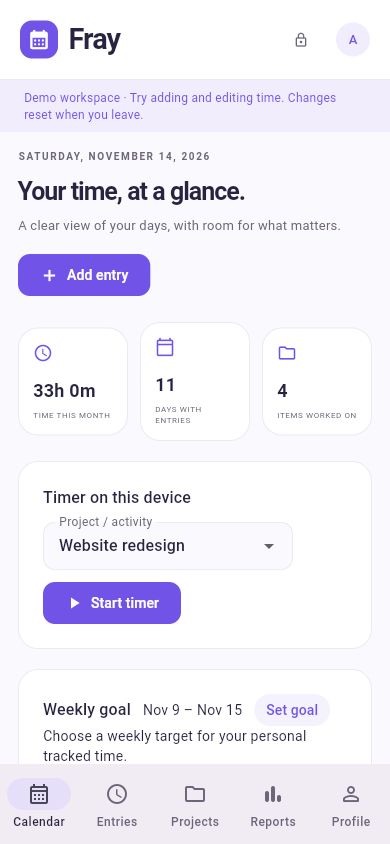 Fray
A
Demo workspace · Try adding and editing time. Changes
reset when you leave.
SATURDAY, NOVEMBER 14, 2026
Your time, at a glance.
A clear view of your days, with room for what matters.
Add entry
33h 0m
TIME THIS MONTH
11
DAYS WITH
ENTRIES
4
ITEMS WORKED ON
Timer on this device
Project / activity
Website redesign
Start timer
Weekly goal Nov 9 – Nov 15 Set goal
Choose a weekly target for your personal
tracked time.
Calendar Entries Projects Reports Profile